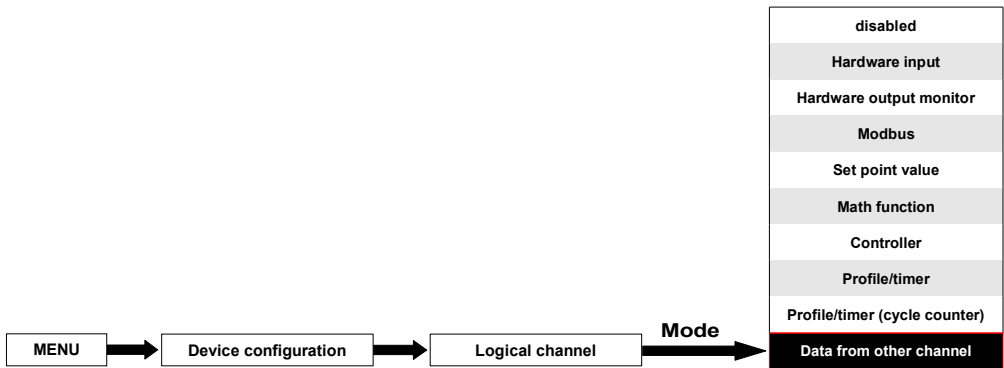 disabled
Hardware input
Hardware output monitor
Modbus
Set point value
Math function
Controller
Profile/timer
Profile/timer (cycle counter)
MENU Device configuration Logical channel Mode Data from other channel